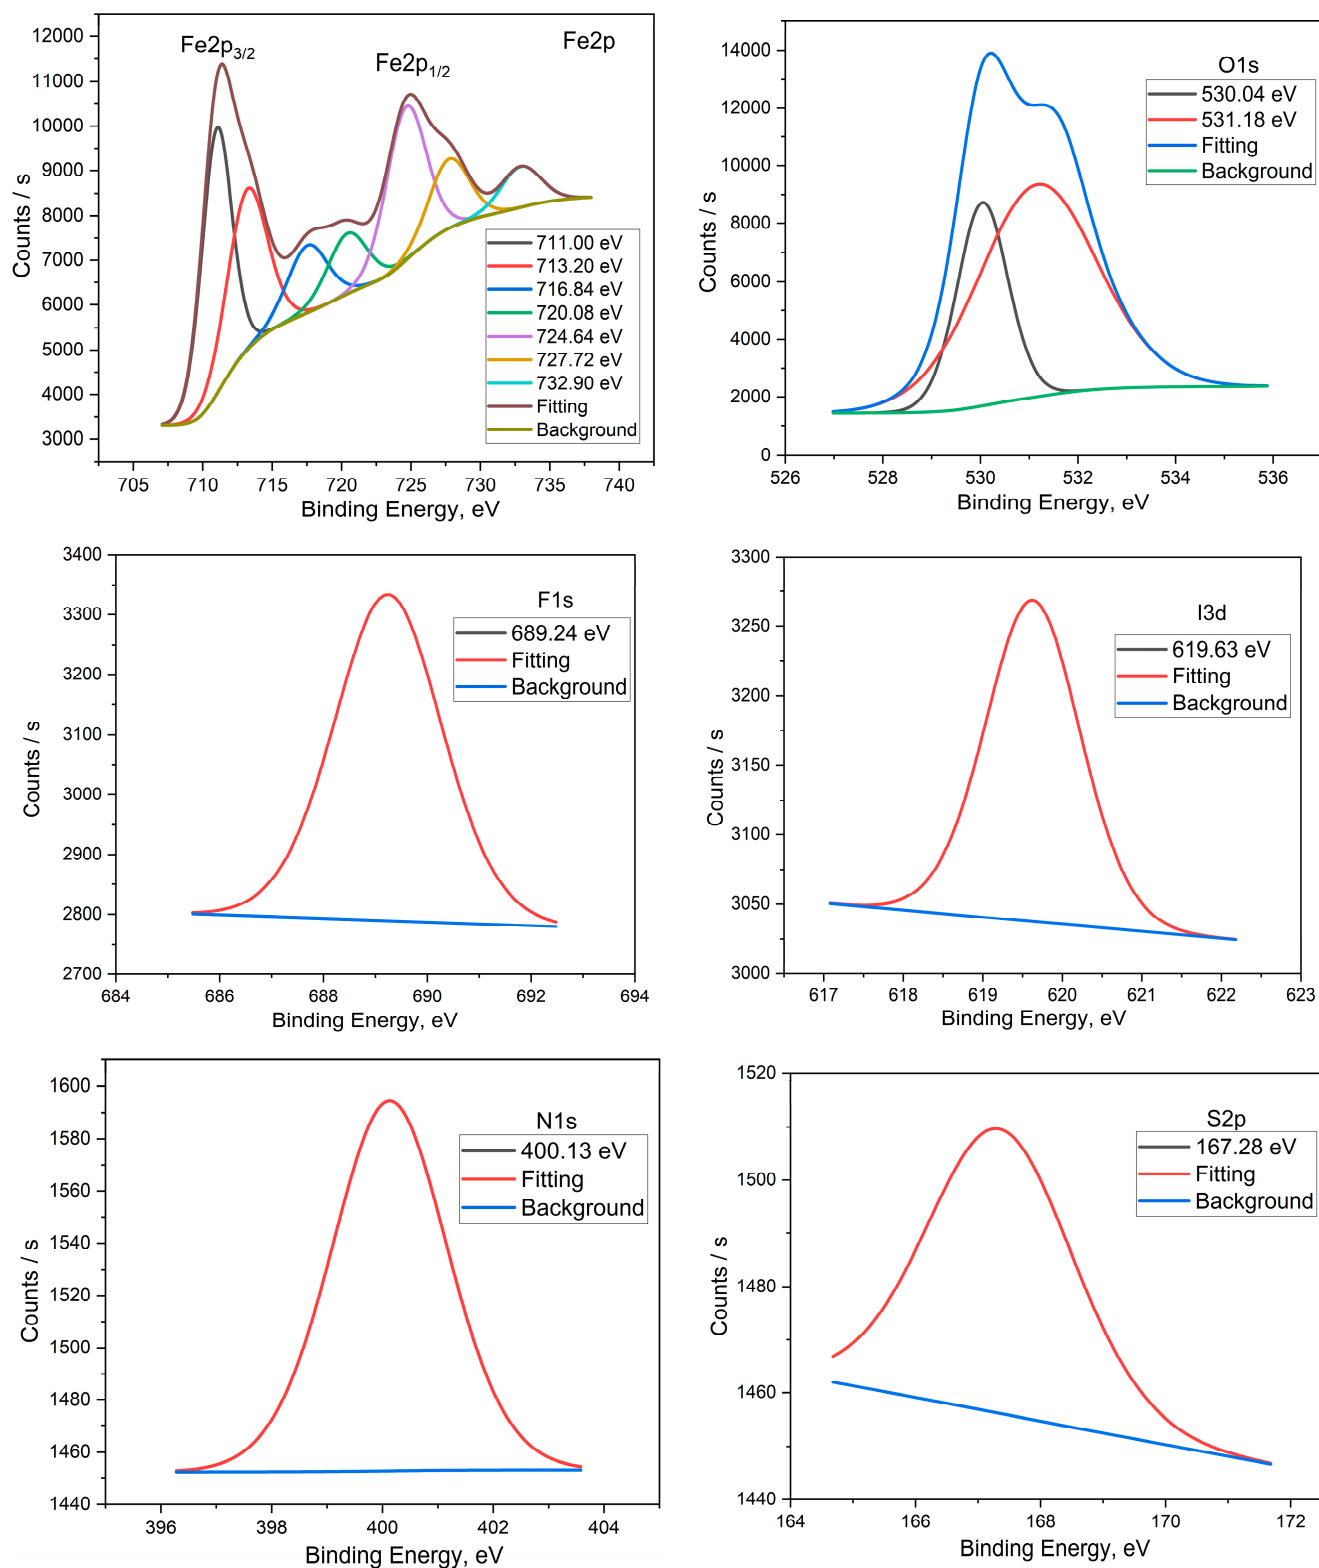 Fe2p3/2
Fe2p1/2
Fe2p
12000
11000
10000
9000
8000
7000
6000
5000
4000
3000
Counts / s
711.00 eV
713.20 eV
716.84 eV
720.08 eV
724.64 eV
727.72 eV
732.90 eV
Fitting
Background
705 710 715 720 725 730 735 740
Binding Energy, eV
O1s
530.04 eV
531.18 eV
Fitting
Background
14000
12000
10000
8000
6000
4000
2000
0
Counts / s
526 528 530 532 534 536
Binding Energy, eV
F1s
689.24 eV
Fitting
Background
3400
3300
3200
3100
3000
2900
2800
2700
Counts / s
684 686 688 690 692 694
Binding Energy, eV
I3d
619.63 eV
Fitting
Background
3300
3250
3200
3150
3100
3050
3000
Counts / s
617 618 619 620 621 622 623
Binding Energy, eV
N1s
400.13 eV
Fitting
Background
1600
1580
1560
1540
1520
1500
1480
1460
1440
Counts / s
396 398 400 402 404
Binding Energy, eV
S2p
167.28 eV
Fitting
Background
1520
1500
1480
1460
1440
Counts / s
164 166 168 170 172
Binding Energy, eV